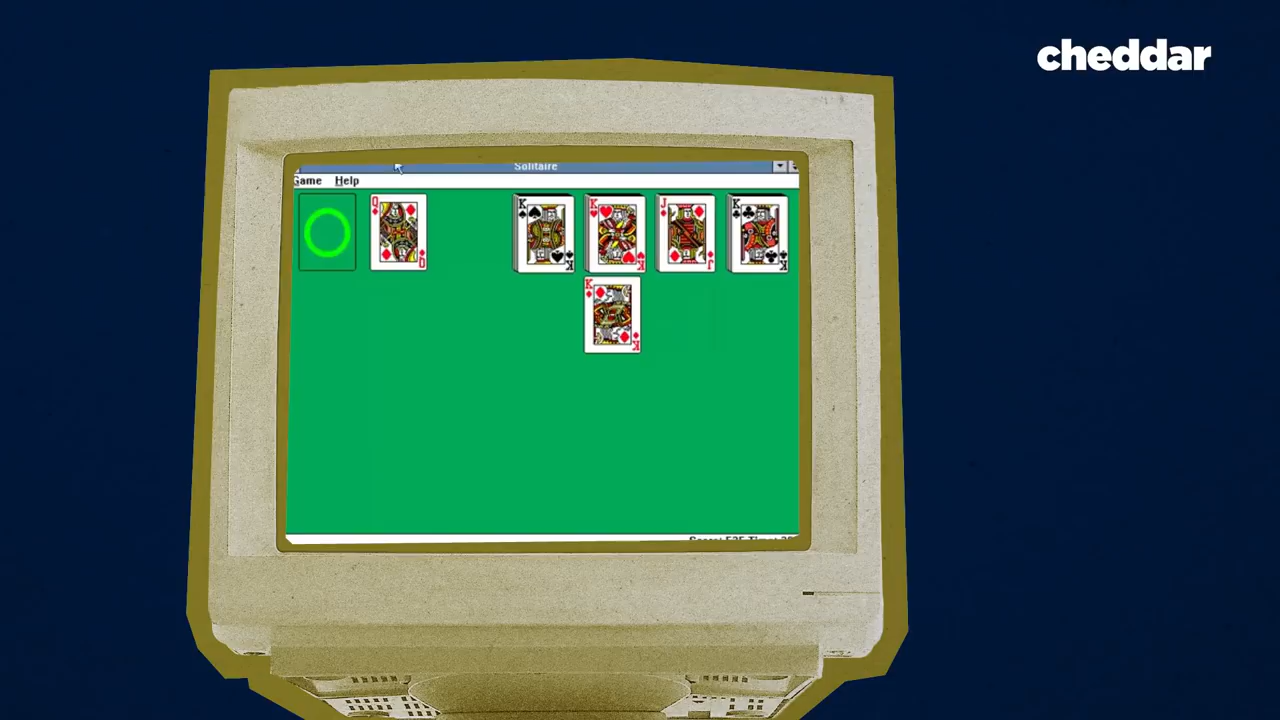 cheddar
Solitaire
Game Help
Q
Q
K K J K
K K J K
K
K